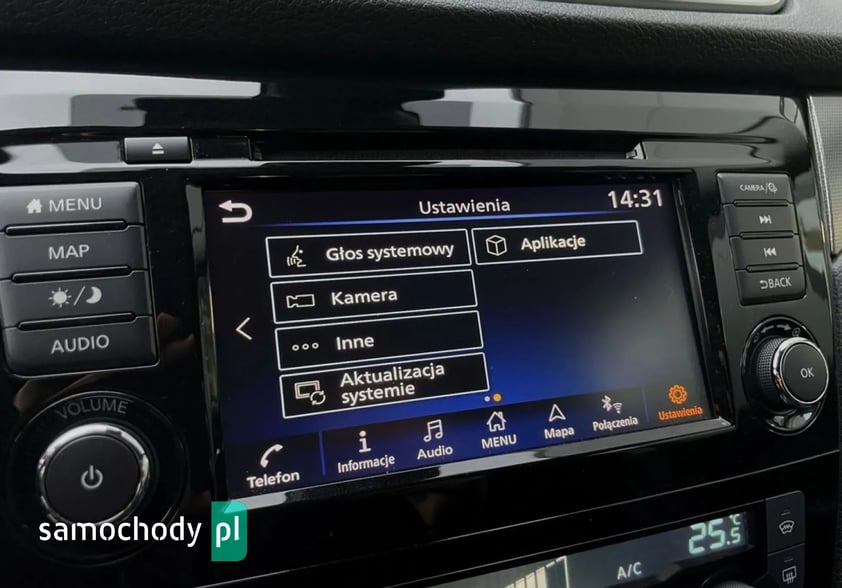 MENU
MAP
AUDIO
VOLUME
Ustawienia
14:31
Głos systemowy
Aplikacje
Kamera
Inne
Aktualizacja
systemie
Telefon
Informacje
Audio
MENU
Mapa
Połączenia
Ustawienia
CAMERA/
BACK
OK
25.5°C
A/C
samochody pl